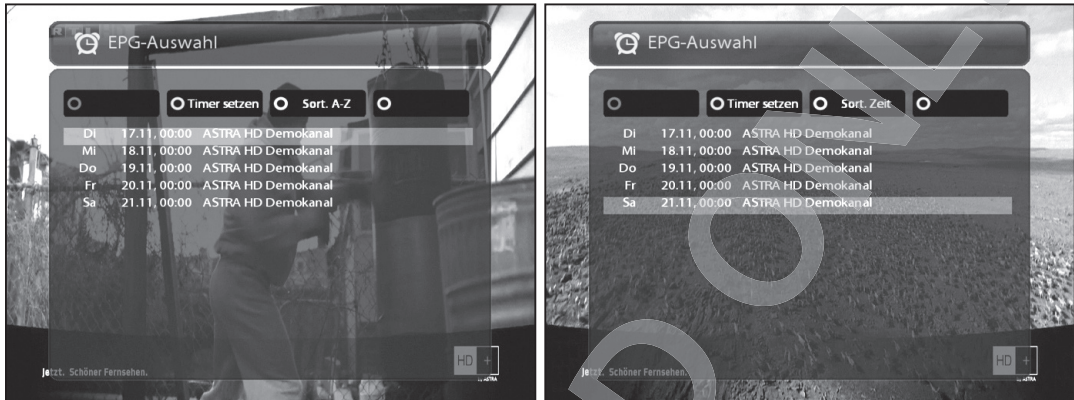 EPG-Auswahl
Timer setzen Sort. A-Z
Di 17.11, 00:00 ASTRA HD Demokanal
Mi 18.11, 00:00 ASTRA HD Demokanal
Do 19.11, 00:00 ASTRA HD Demokanal
Fr 20.11, 00:00 ASTRA HD Demokanal
Sa 21.11, 00:00 ASTRA HD Demokanal
HD +
Jetzt. Schöner Fernsehen.
ASTRA
EPG-Auswahl
Timer setzen Sort. Zeit
Di 17.11, 00:00 ASTRA HD Demokanal
Mi 18.11, 00:00 ASTRA HD Demokanal
Do 19.11, 00:00 ASTRA HD Demokanal
Fr 20.11, 00:00 ASTRA HD Demokanal
Sa 21.11, 00:00 ASTRA HD Demokanal
HD +
Jetzt. Schöner Fernsehen.
ASTRA
DOWL